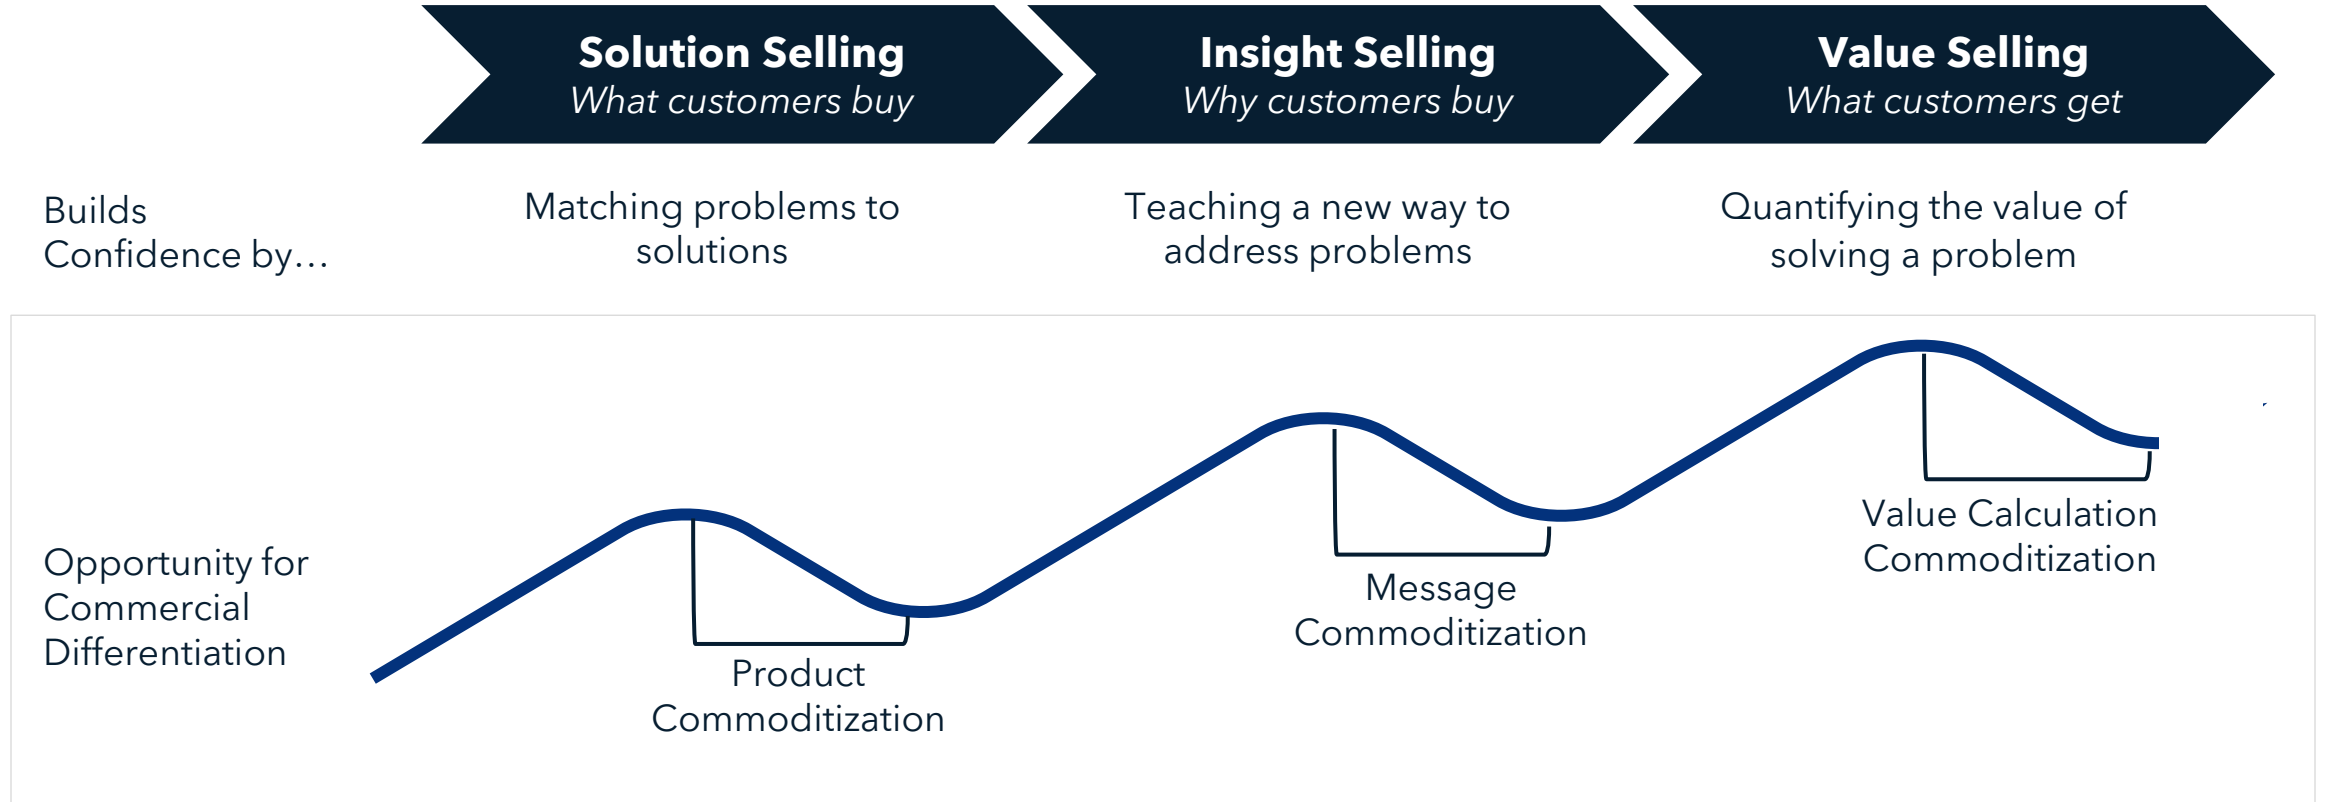 Solution Selling
What customers buy
Insight Selling
Why customers buy
Value Selling
What customers get
Builds
Confidence by…
Matching problems to
solutions
Teaching a new way to
address problems
Quantifying the value of
solving a problem
Opportunity for
Commercial
Differentiation
Product
Commoditization
Message
Commoditization
Value Calculation
Commoditization